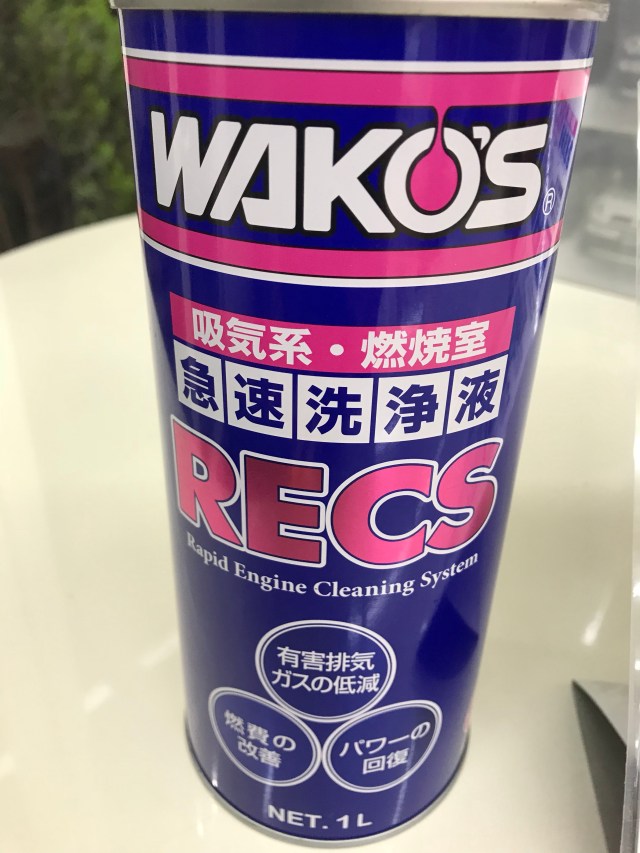 WAKO'S®
吸気系・燃焼室
急速洗浄液
RECS
Rapid Engine Cleaning System
有害排気
ガスの低減
燃費の
改善
パワーの
回復
NET. 1L